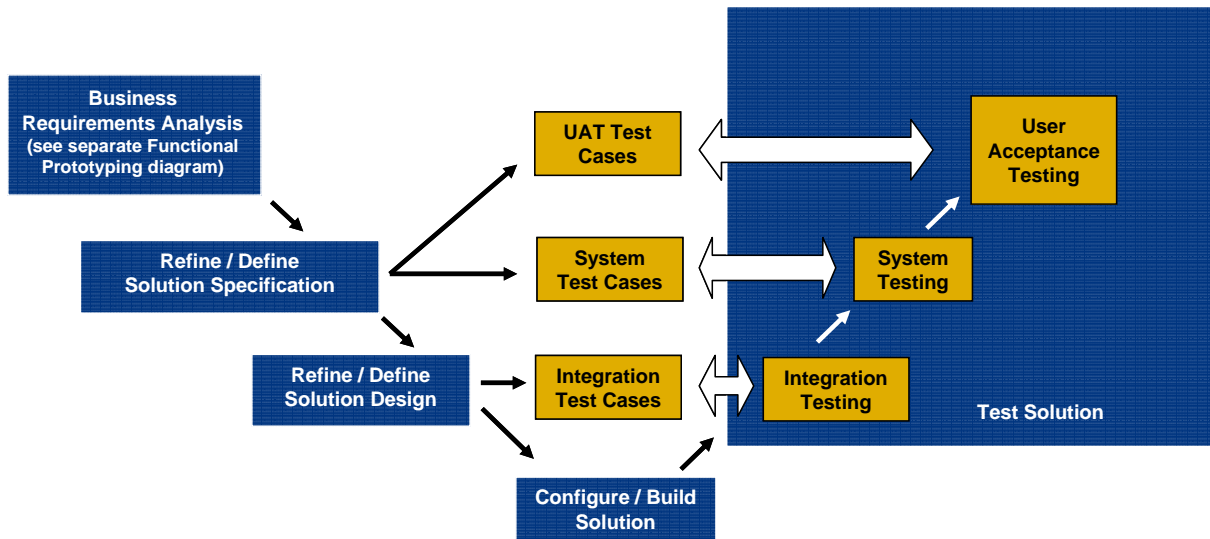 Business
Requirements Analysis
(see separate Functional
Prototyping diagram)
UAT Test
Cases
User
Acceptance
Testing
Refine / Define
Solution Specification
System
Test Cases
System
Testing
Refine / Define
Solution Design
Integration
Test Cases
Integration
Testing
Test Solution
Configure / Build
Solution